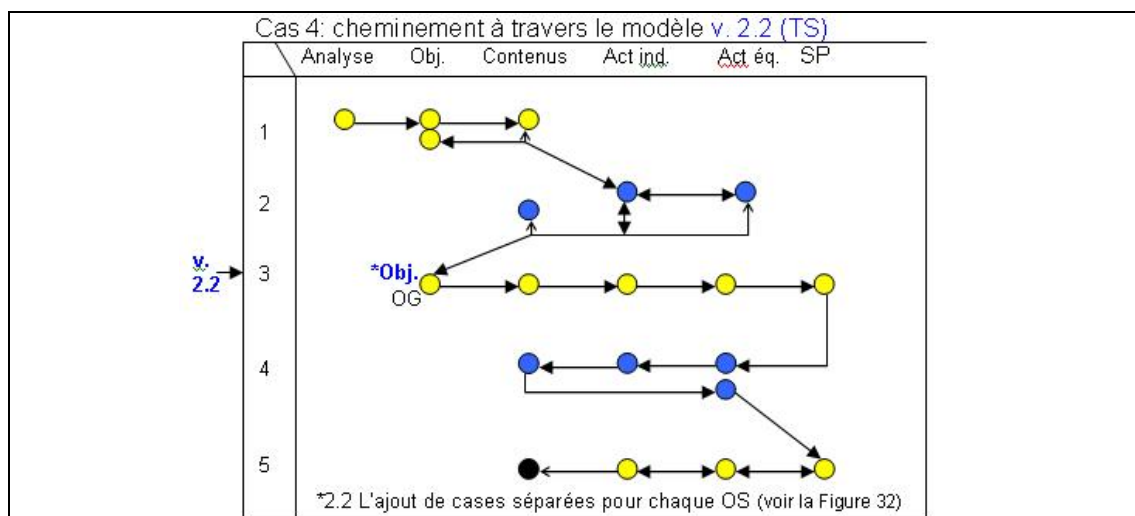 Cas 4: cheminement à travers le modèle v. 2.2 (TS)
Analyse Obj. Contenus Act ind. Act éq. SP
1
2
v. 2.2
3
*Obj.
OG
4
5
*2.2 L'ajout de cases séparées pour chaque OS (voir la Figure 32)